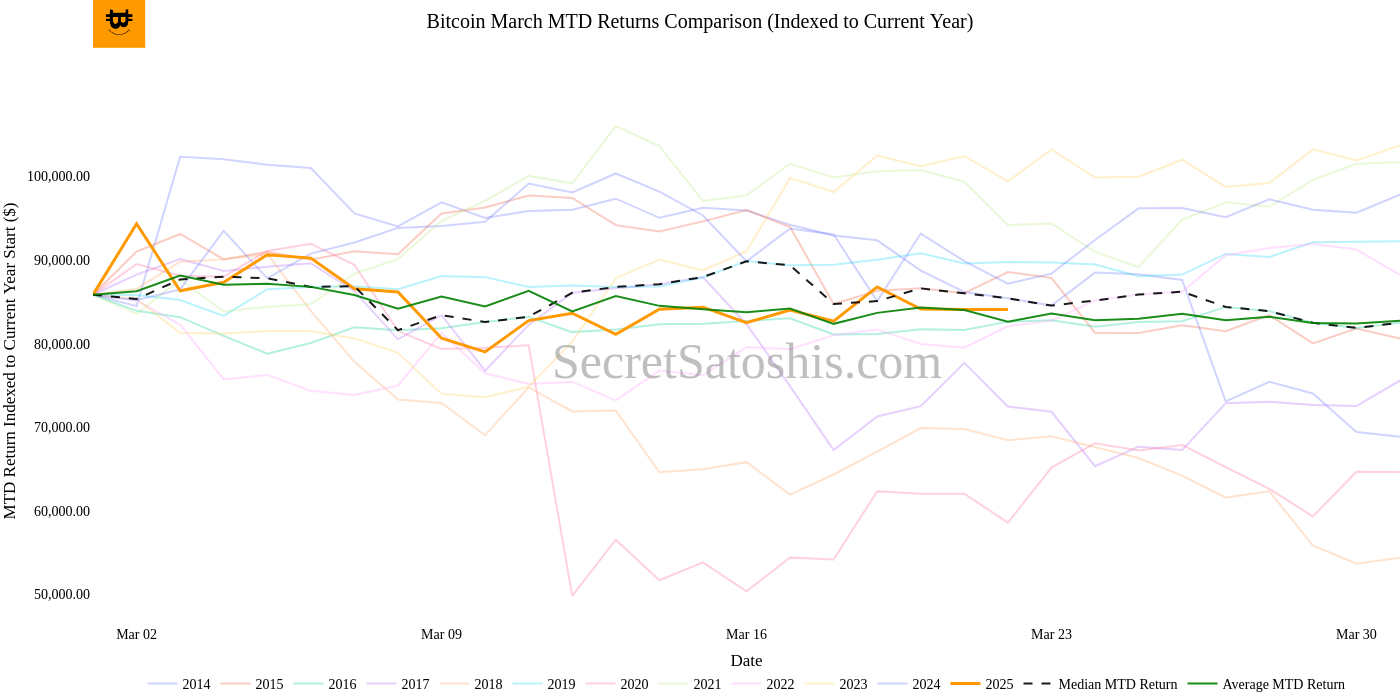 Bitcoin March MTD Returns Comparison (Indexed to Current Year)
MTD Return Indexed to Current Year Start ($)
100,000.00
90,000.00
80,000.00
70,000.00
60,000.00
50,000.00
SecretSatoshis.com
Mar 02 Mar 09 Mar 16 Mar 23 Mar 30
Date
2014 2015 2016 2017 2018 2019 2020 2021 2022 2023 2024 2025 Median MTD Return Average MTD Return